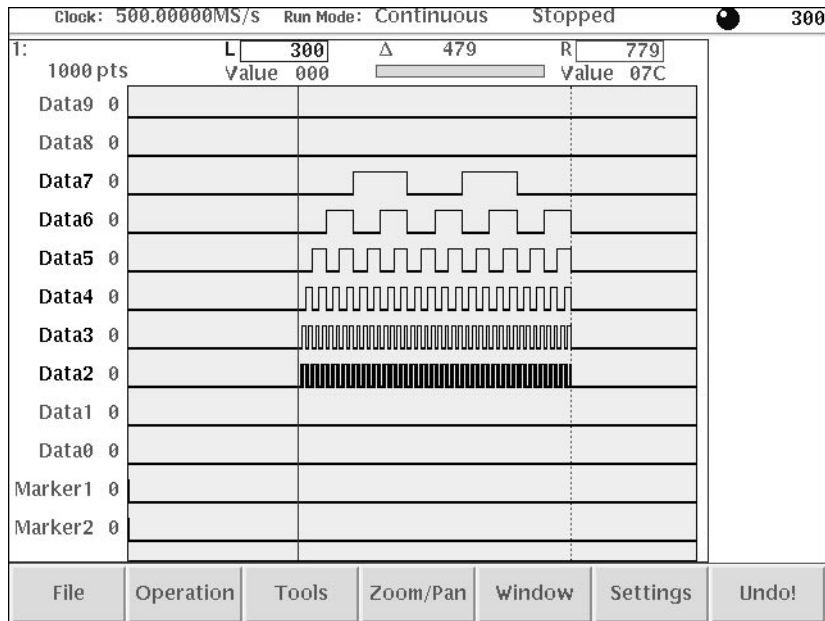 Clock: 500.00000MS/s Run Mode: Continuous Stopped 300
1: L 300 Δ 479 R 779
1000 pts Value 000 Value 07C
Data9 0
Data8 0
Data7 0
Data6 0
Data5 0
Data4 0
Data3 0
Data2 0
Data1 0
Data0 0
Marker1 0
Marker2 0
File Operation Tools Zoom/Pan Window Settings Undo!